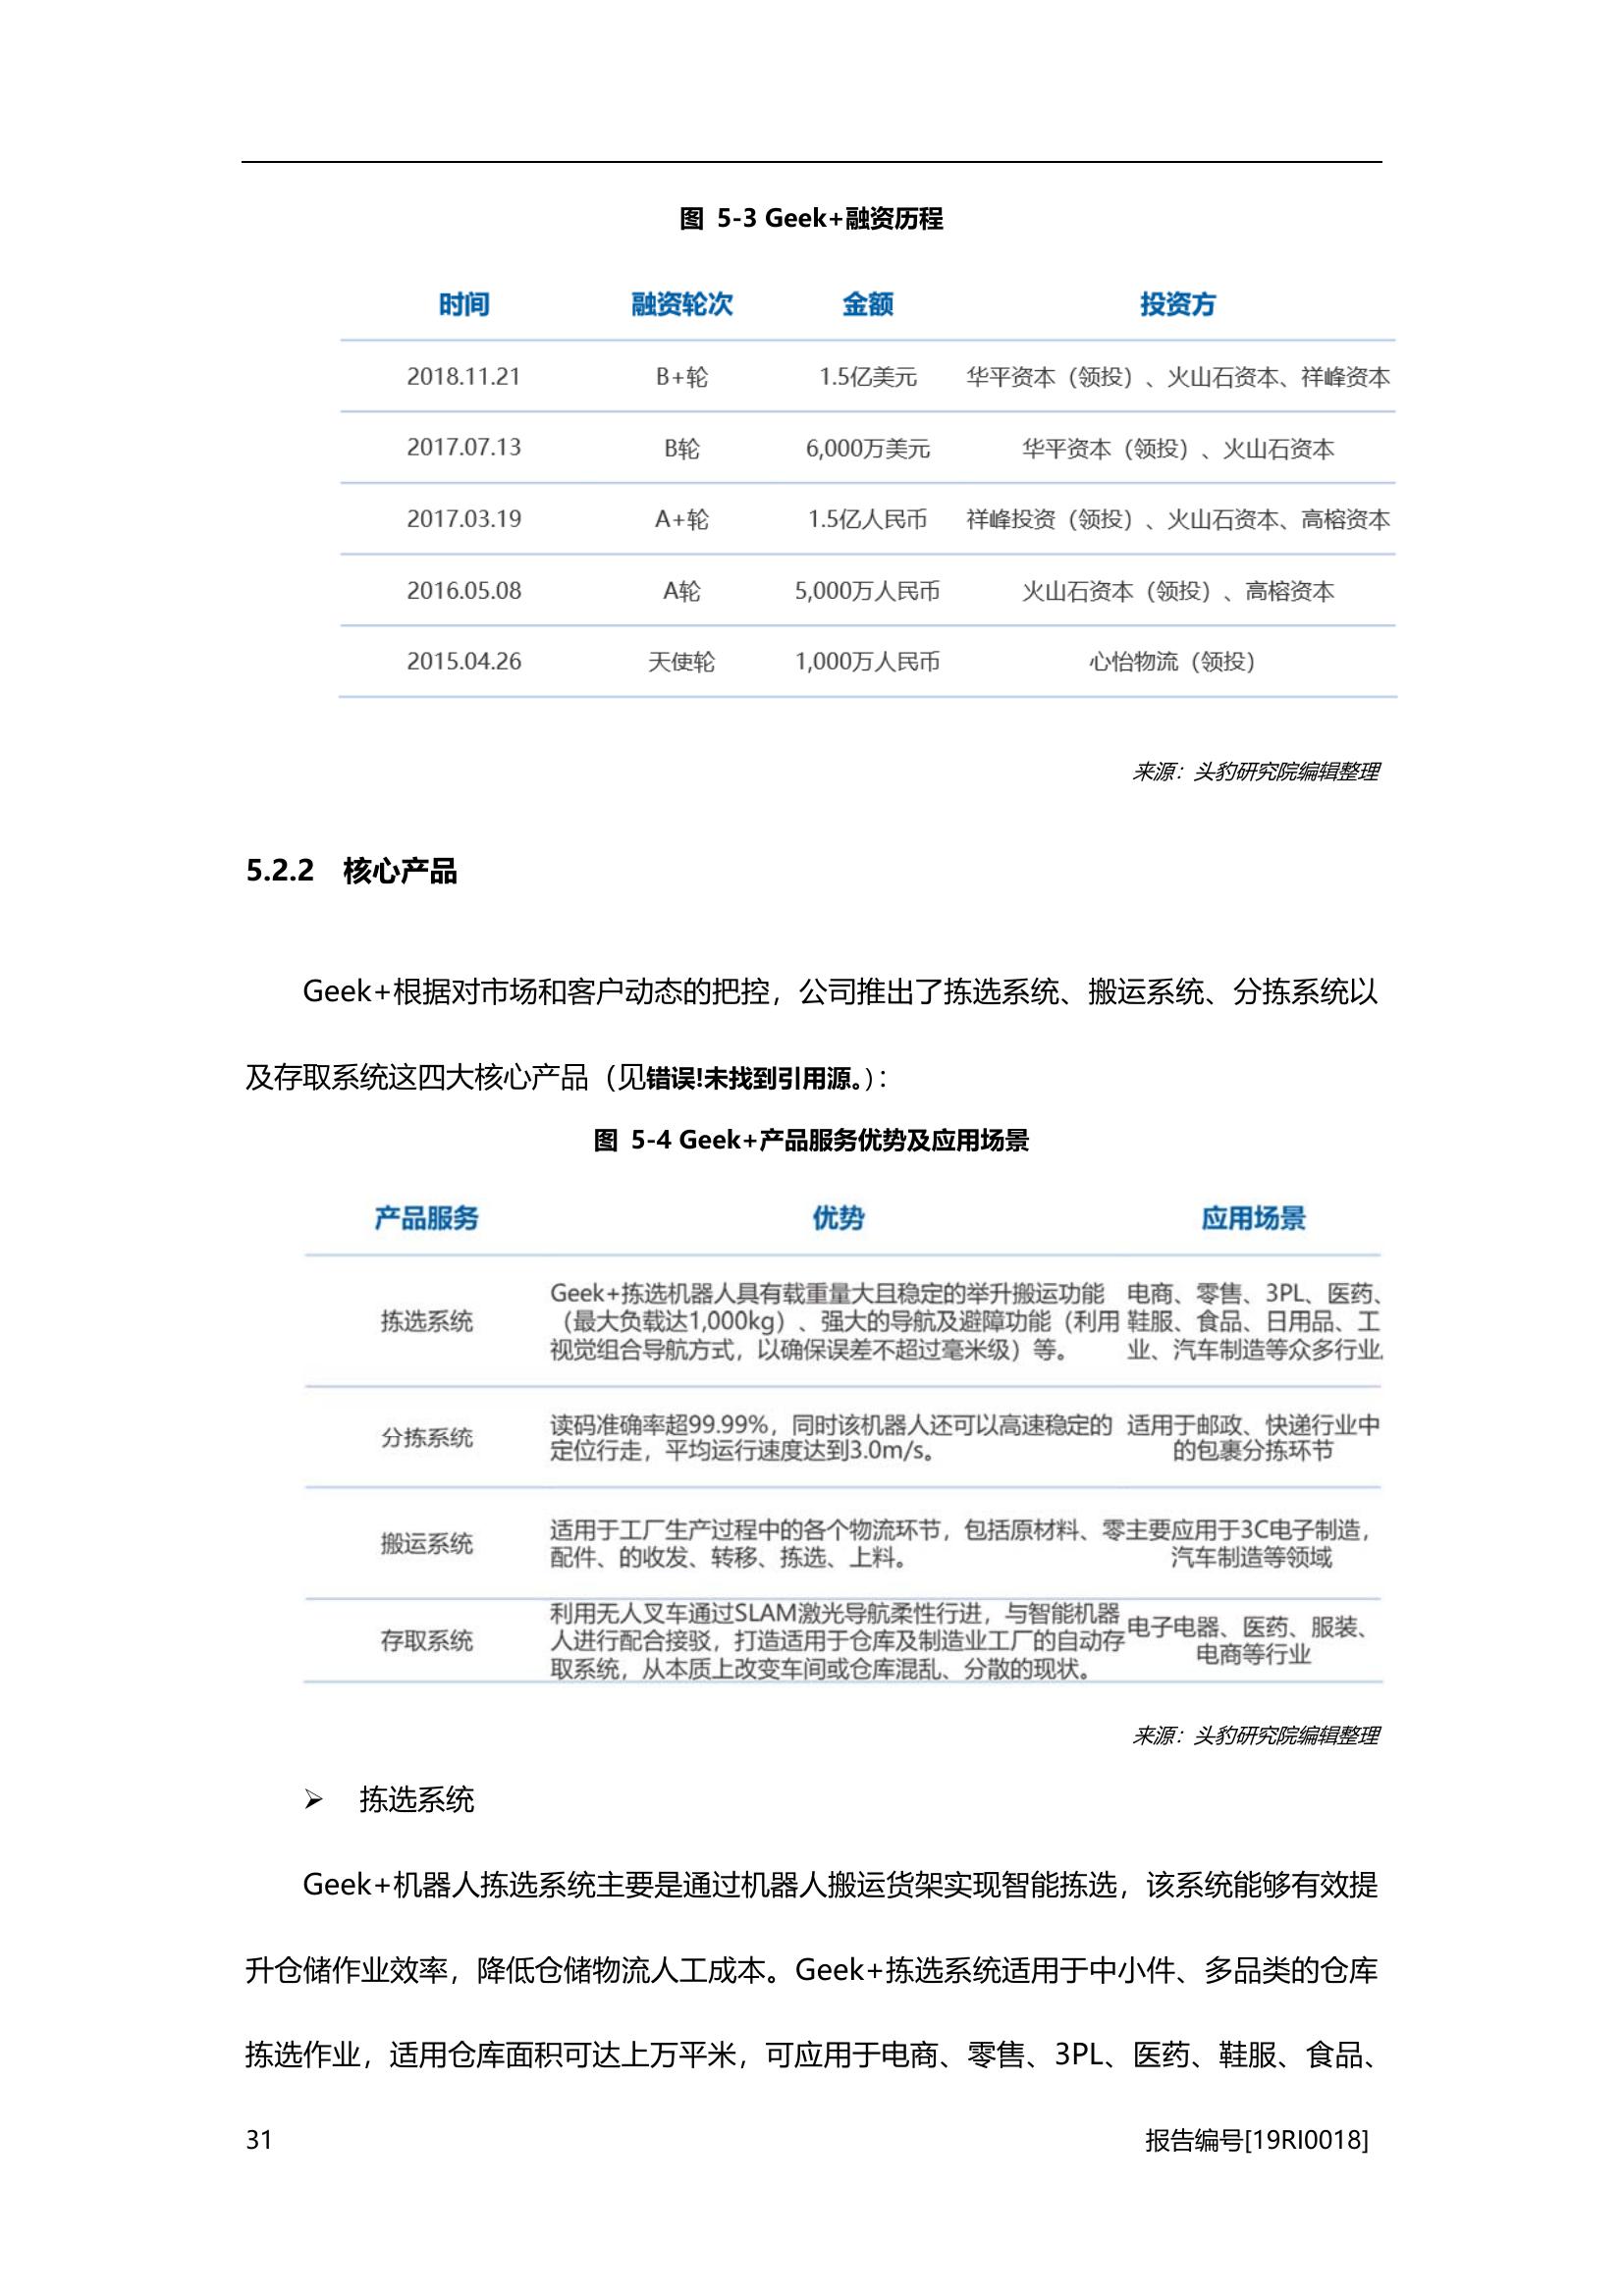 图 5-3 Geek+融资历程
时间 融资轮次 金额 投资方
2018.11.21 B+轮 1.5亿美元 华平资本（领投）、火山石资本、祥峰资本
2017.07.13 B轮 6,000万美元 华平资本（领投）、火山石资本
2017.03.19 A+轮 1.5亿人民币 祥峰投资（领投）、火山石资本、高榕资本
2016.05.08 A轮 5,000万人民币 火山石资本（领投）、高榕资本
2015.04.26 天使轮 1,000万人民币 心怡物流（领投）
来源：头豹研究院编辑整理
5.2.2 核心产品
Geek+根据对市场和客户动态的把控，公司推出了拣选系统、搬运系统、分拣系统以
及存取系统这四大核心产品（见错误!未找到引用源。）：
图 5-4 Geek+产品服务优势及应用场景
产品服务 优势 应用场景
拣选系统
Geek+拣选机器人具有载重量大且稳定的举升搬运功能
（最大负载达1,000kg）、强大的导航及避障功能（利用
视觉组合导航方式，以确保误差不超过毫米级）等。
电商、零售、3PL、医药、
鞋服、食品、日用品、工
业、汽车制造等众多行业.
分拣系统
读码准确率超99.99%，同时该机器人还可以高速稳定的
定位行走，平均运行速度达到3.0m/s。
适用于邮政、快递行业中
的包裹分拣环节
搬运系统
适用于工厂生产过程中的各个物流环节，包括原材料、零
配件、的收发、转移、拣选、上料。
主要应用于3C电子制造，
汽车制造等领域
存取系统
利用无人叉车通过SLAM激光导航柔性行进，与智能机器
人进行配合接驳，打造适用于仓库及制造业工厂的自动存
取系统，从本质上改变车间或仓库混乱、分散的现状。
电子电器、医药、服装、
电商等行业
来源：头豹研究院编辑整理
➢ 拣选系统
Geek+机器人拣选系统主要是通过机器人搬运货架实现智能拣选，该系统能够有效提
升仓储作业效率，降低仓储物流人工成本。Geek+拣选系统适用于中小件、多品类的仓库
拣选作业，适用仓库面积可达上万平米，可应用于电商、零售、3PL、医药、鞋服、食品、
31 报告编号[19RI0018]